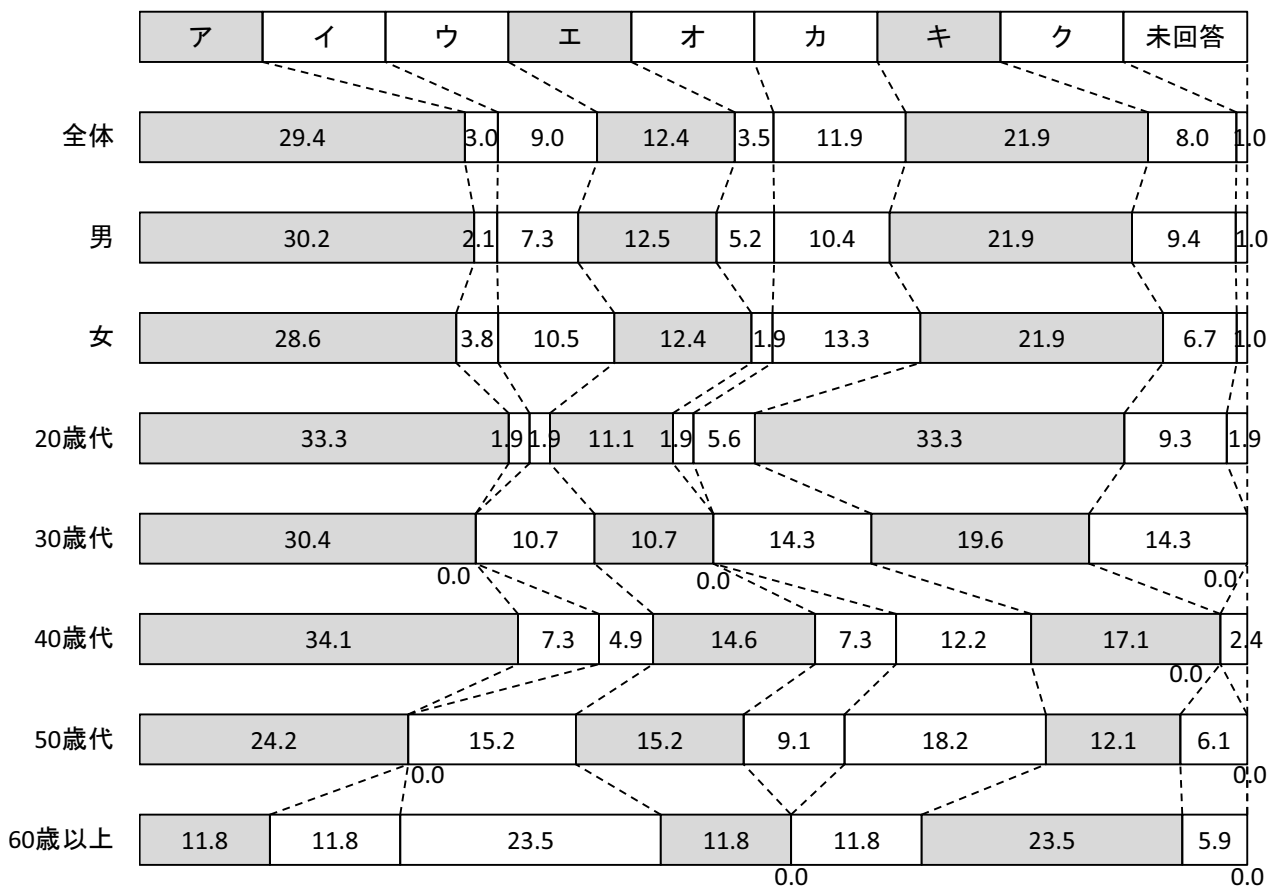 ア イ ウ エ オ カ キ ク 未回答
全体 29.4 3.0 9.0 12.4 3.5 11.9 21.9 8.0 1.0
男 30.2 2.1 7.3 12.5 5.2 10.4 21.9 9.4 1.0
女 28.6 3.8 10.5 12.4 1.9 13.3 21.9 6.7 1.0
20歳代 33.3 1.9 1.9 11.1 1.9 5.6 33.3 9.3 1.9
30歳代 30.4 10.7 10.7 14.3 19.6 14.3
0.0 0.0 0.0
40歳代 34.1 7.3 4.9 14.6 7.3 12.2 17.1 2.4
0.0
50歳代 24.2 15.2 15.2 9.1 18.2 12.1 6.1
0.0 0.0
60歳以上 11.8 11.8 23.5 11.8 11.8 23.5 5.9
0.0 0.0